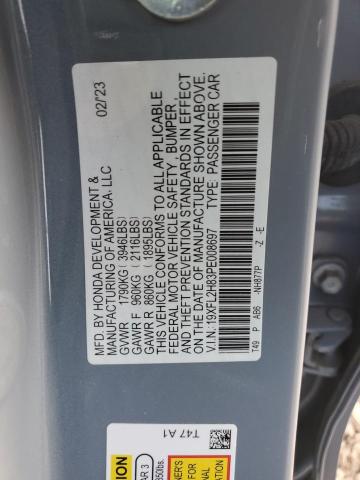 MFD. BY HONDA DEVELOPMENT & 02/'23
MANUFACTURING OF AMERICA, LLC
GVWR 1790KG (3946LBS)
GAWR F 960KG (2116LBS)
GAWR R 860KG (1895LBS)
THIS VEHICLE CONFORMS TO ALL APPLICABLE
FEDERAL MOTOR VEHICLE SAFETY, BUMPER,
AND THEFT PREVENTION STANDARDS IN EFFECT
ON THE DATE OF MANUFACTURE SHOWN ABOVE.
V.I.N.:19XFL2H83PE008697 TYPE: PASSENGER CAR
T49 P AB6 -NH877P -Z -E
T47 A1